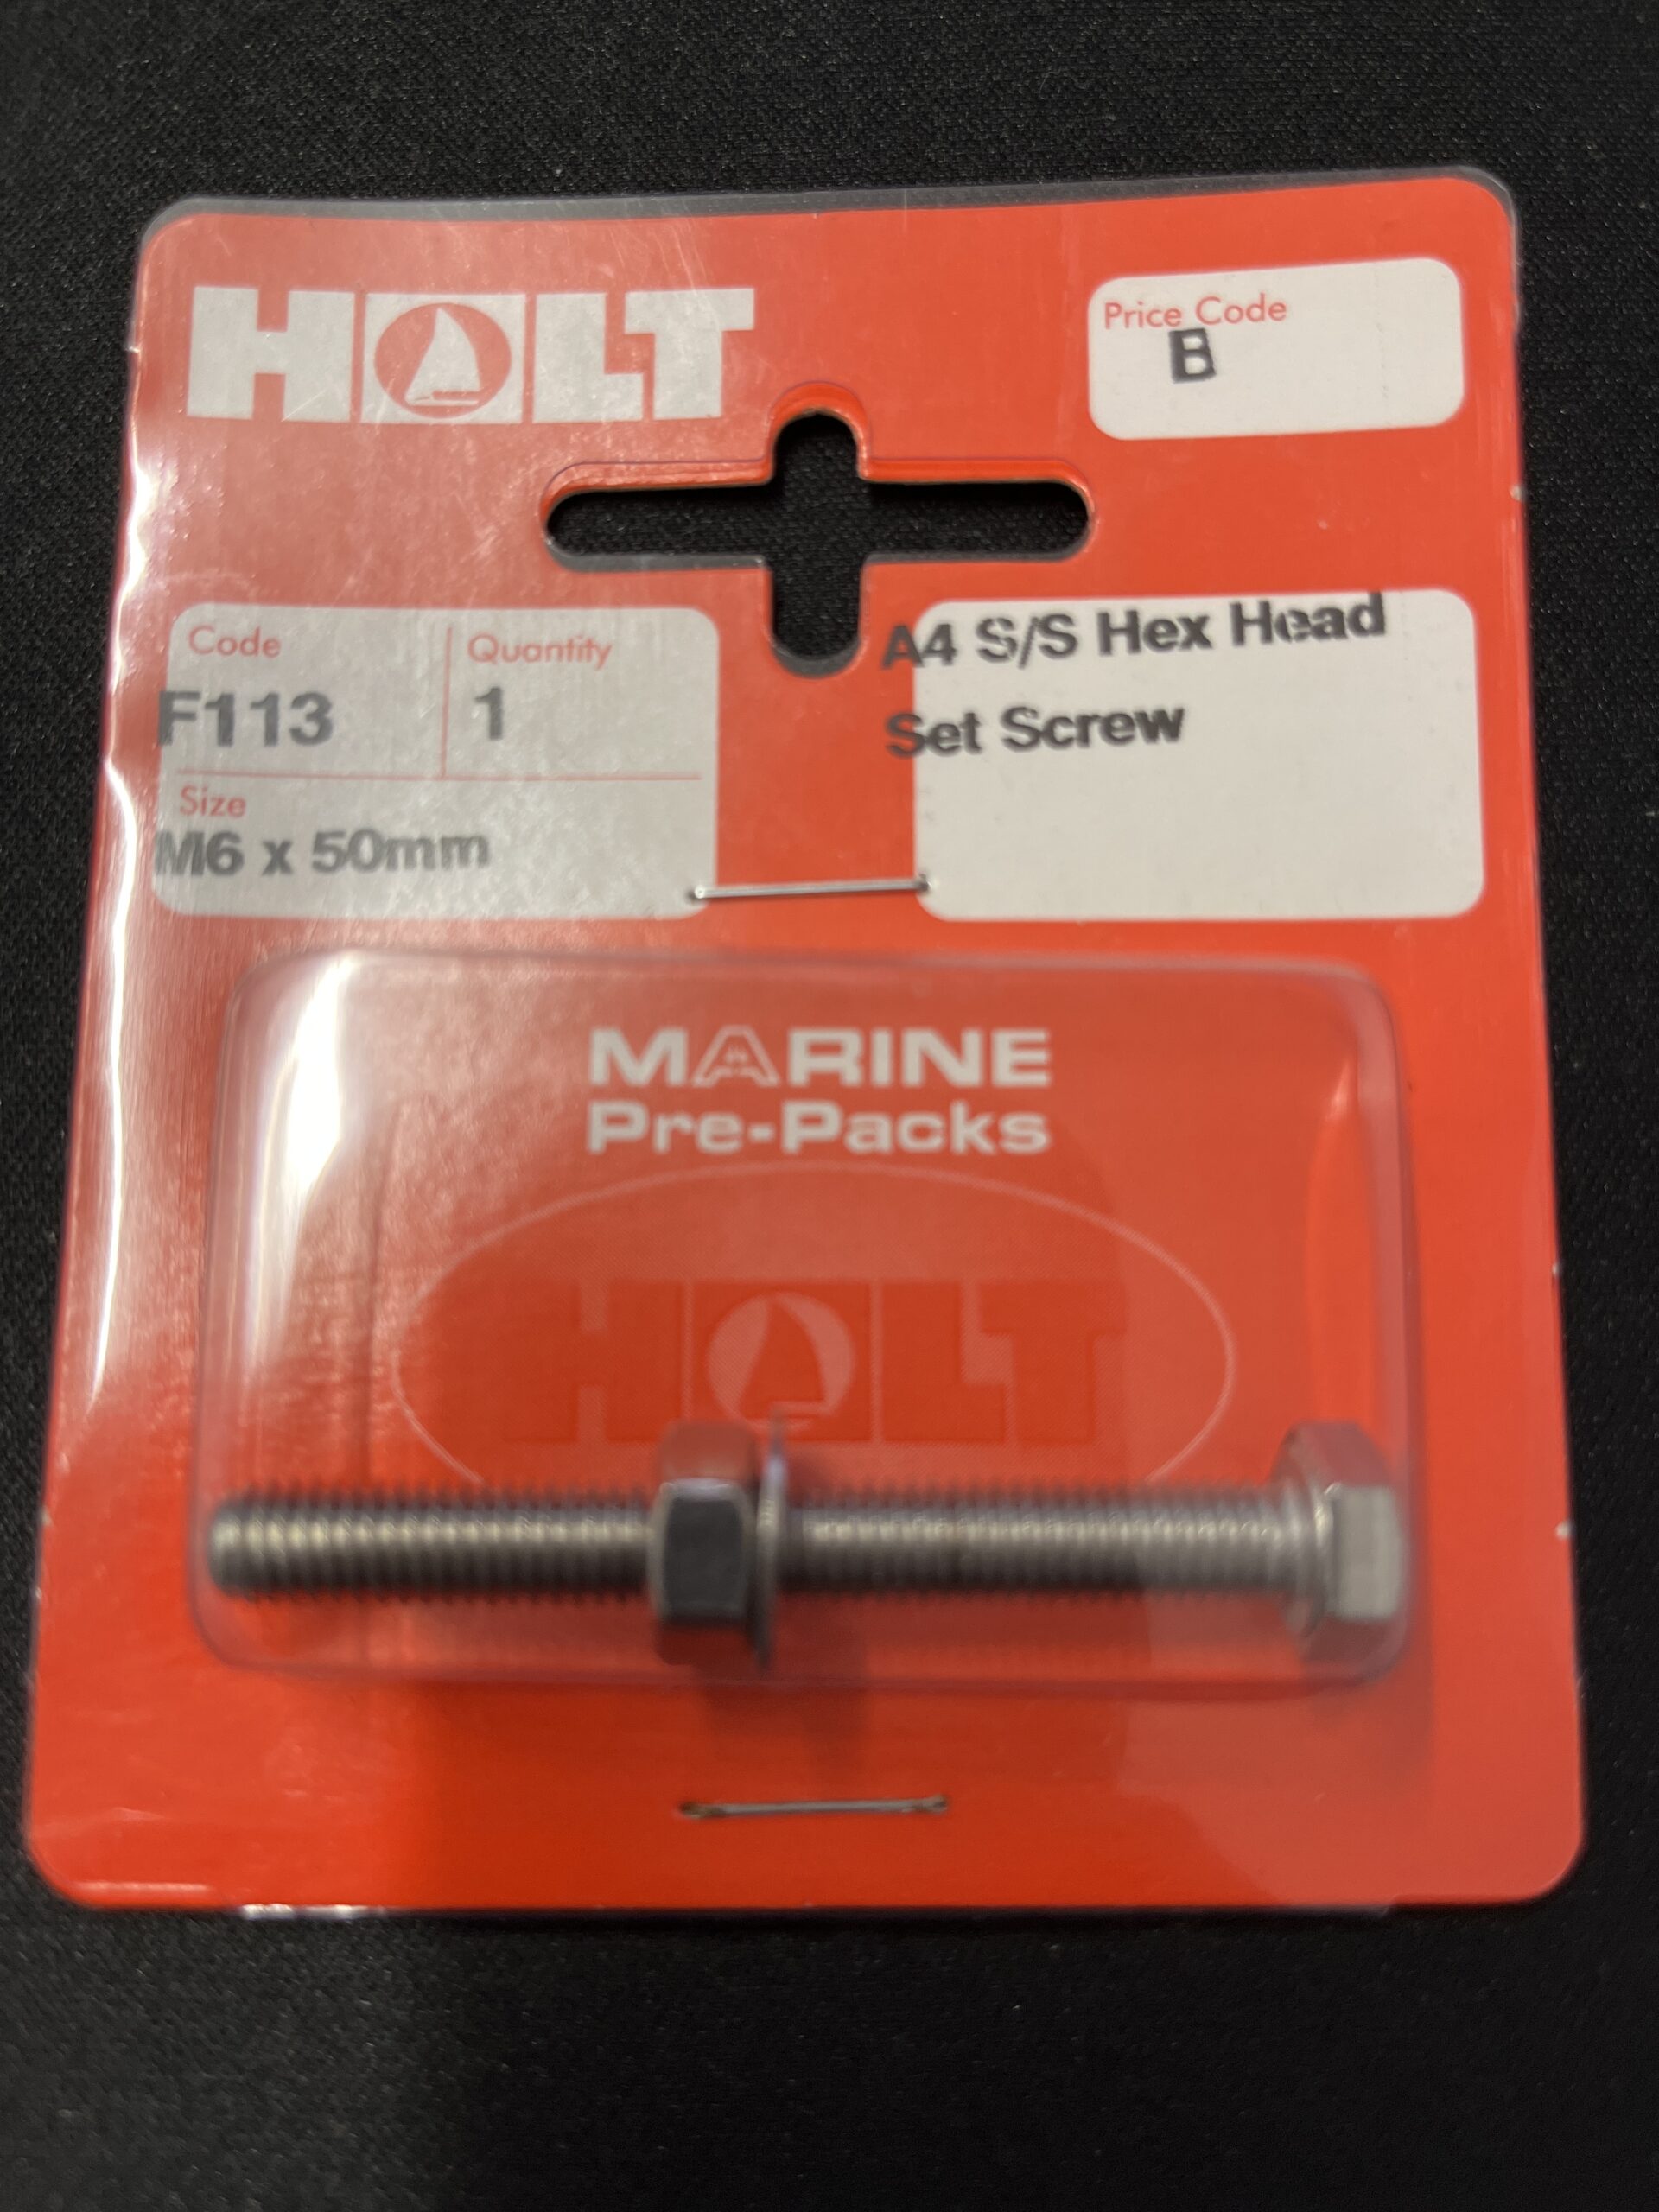 HOLT
Price Code
B
Code
F113
Quantity
1
Size
M6 x 50mm
A4 S/S Hex Head
Set Screw
MARINE
Pre-Packs
HOLT